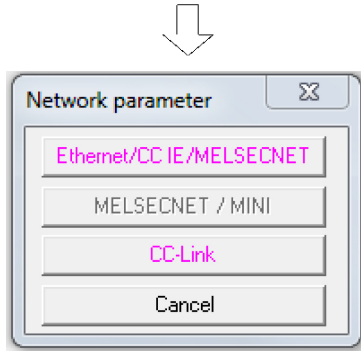 Network parameter
Ethernet/CC IE/MELSECNET
MELSECNET / MINI
CC-Link
Cancel